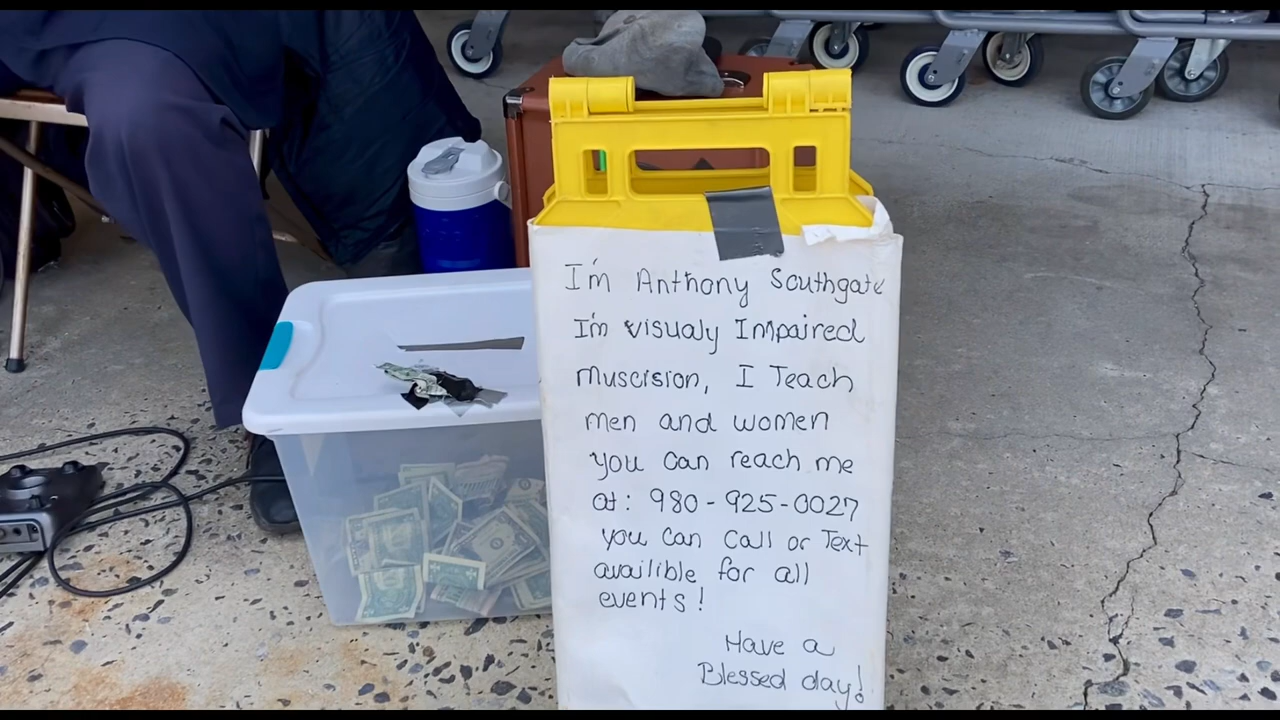 I'm Anthony Southgate
I'm visualy Impaired
Muscision, I Teach
men and women
you can reach me
at: 980-925-0027
you can call or Text
availible for all
events!
Have a
Blessed day!